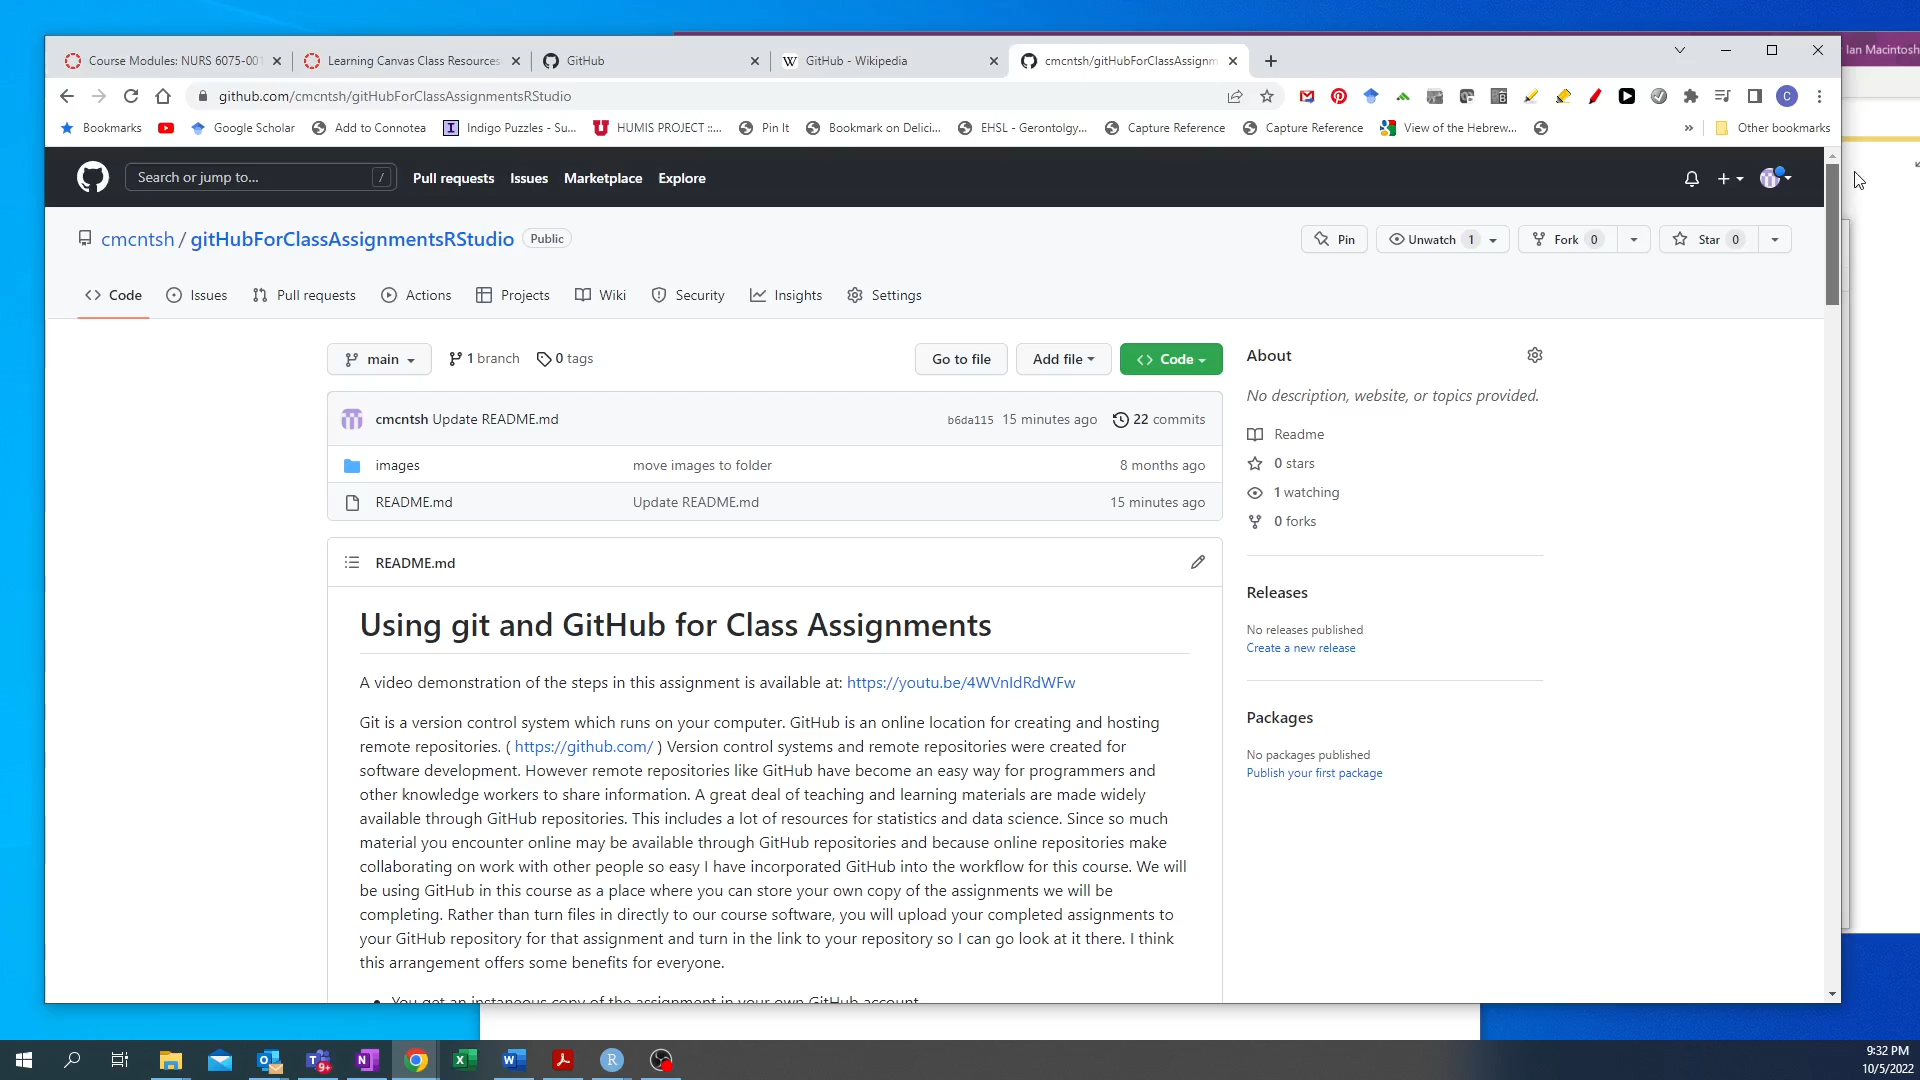 Ian Macintosh
Course Modules: NURS 6075-001
Learning Canvas Class Resources
GitHub
GitHub - Wikipedia
cmcntsh/gitHubForClassAssignm
github.com/cmcntsh/gitHubForClassAssignmentsRStudio
C
Bookmarks
Google Scholar
Add to Connotea
Indigo Puzzles - Su...
HUMIS PROJECT ::...
Pin It
Bookmark on Delici...
EHSL - Gerontolgy...
Capture Reference
Capture Reference
View of the Hebrew...
» Other bookmarks
Search or jump to... /
Pull requests
Issues
Marketplace
Explore
cmcntsh / gitHubForClassAssignmentsRStudio Public
Pin
Unwatch 1
Fork 0
Star 0
Code
Issues
Pull requests
Actions
Projects
Wiki
Security
Insights
Settings
main
1 branch
0 tags
Go to file
Add file
Code
cmcntsh Update README.md
b6da115 15 minutes ago
22 commits
images move images to folder 8 months ago
README.md Update README.md 15 minutes ago
README.md
Using git and GitHub for Class Assignments
A video demonstration of the steps in this assignment is available at: https://youtu.be/4WVnIdRdWFw
Git is a version control system which runs on your computer. GitHub is an online location for creating and hosting
remote repositories. ( https://github.com/ ) Version control systems and remote repositories were created for
software development. However remote repositories like GitHub have become an easy way for programmers and
other knowledge workers to share information. A great deal of teaching and learning materials are made widely
available through GitHub repositories. This includes a lot of resources for statistics and data science. Since so much
material you encounter online may be available through GitHub repositories and because online repositories make
collaborating on work with other people so easy I have incorporated GitHub into the workflow for this course. We will
be using GitHub in this course as a place where you can store your own copy of the assignments we will be
completing. Rather than turn files in directly to our course software, you will upload your completed assignments to
your GitHub repository for that assignment and turn in the link to your repository so I can go look at it there. I think
this arrangement offers some benefits for everyone.
You get an instaneous copy of the assignment in your own GitHub account
About
No description, website, or topics provided.
Readme
0 stars
1 watching
0 forks
Releases
No releases published
Create a new release
Packages
No packages published
Publish your first package
9+
9:32 PM
10/5/2022